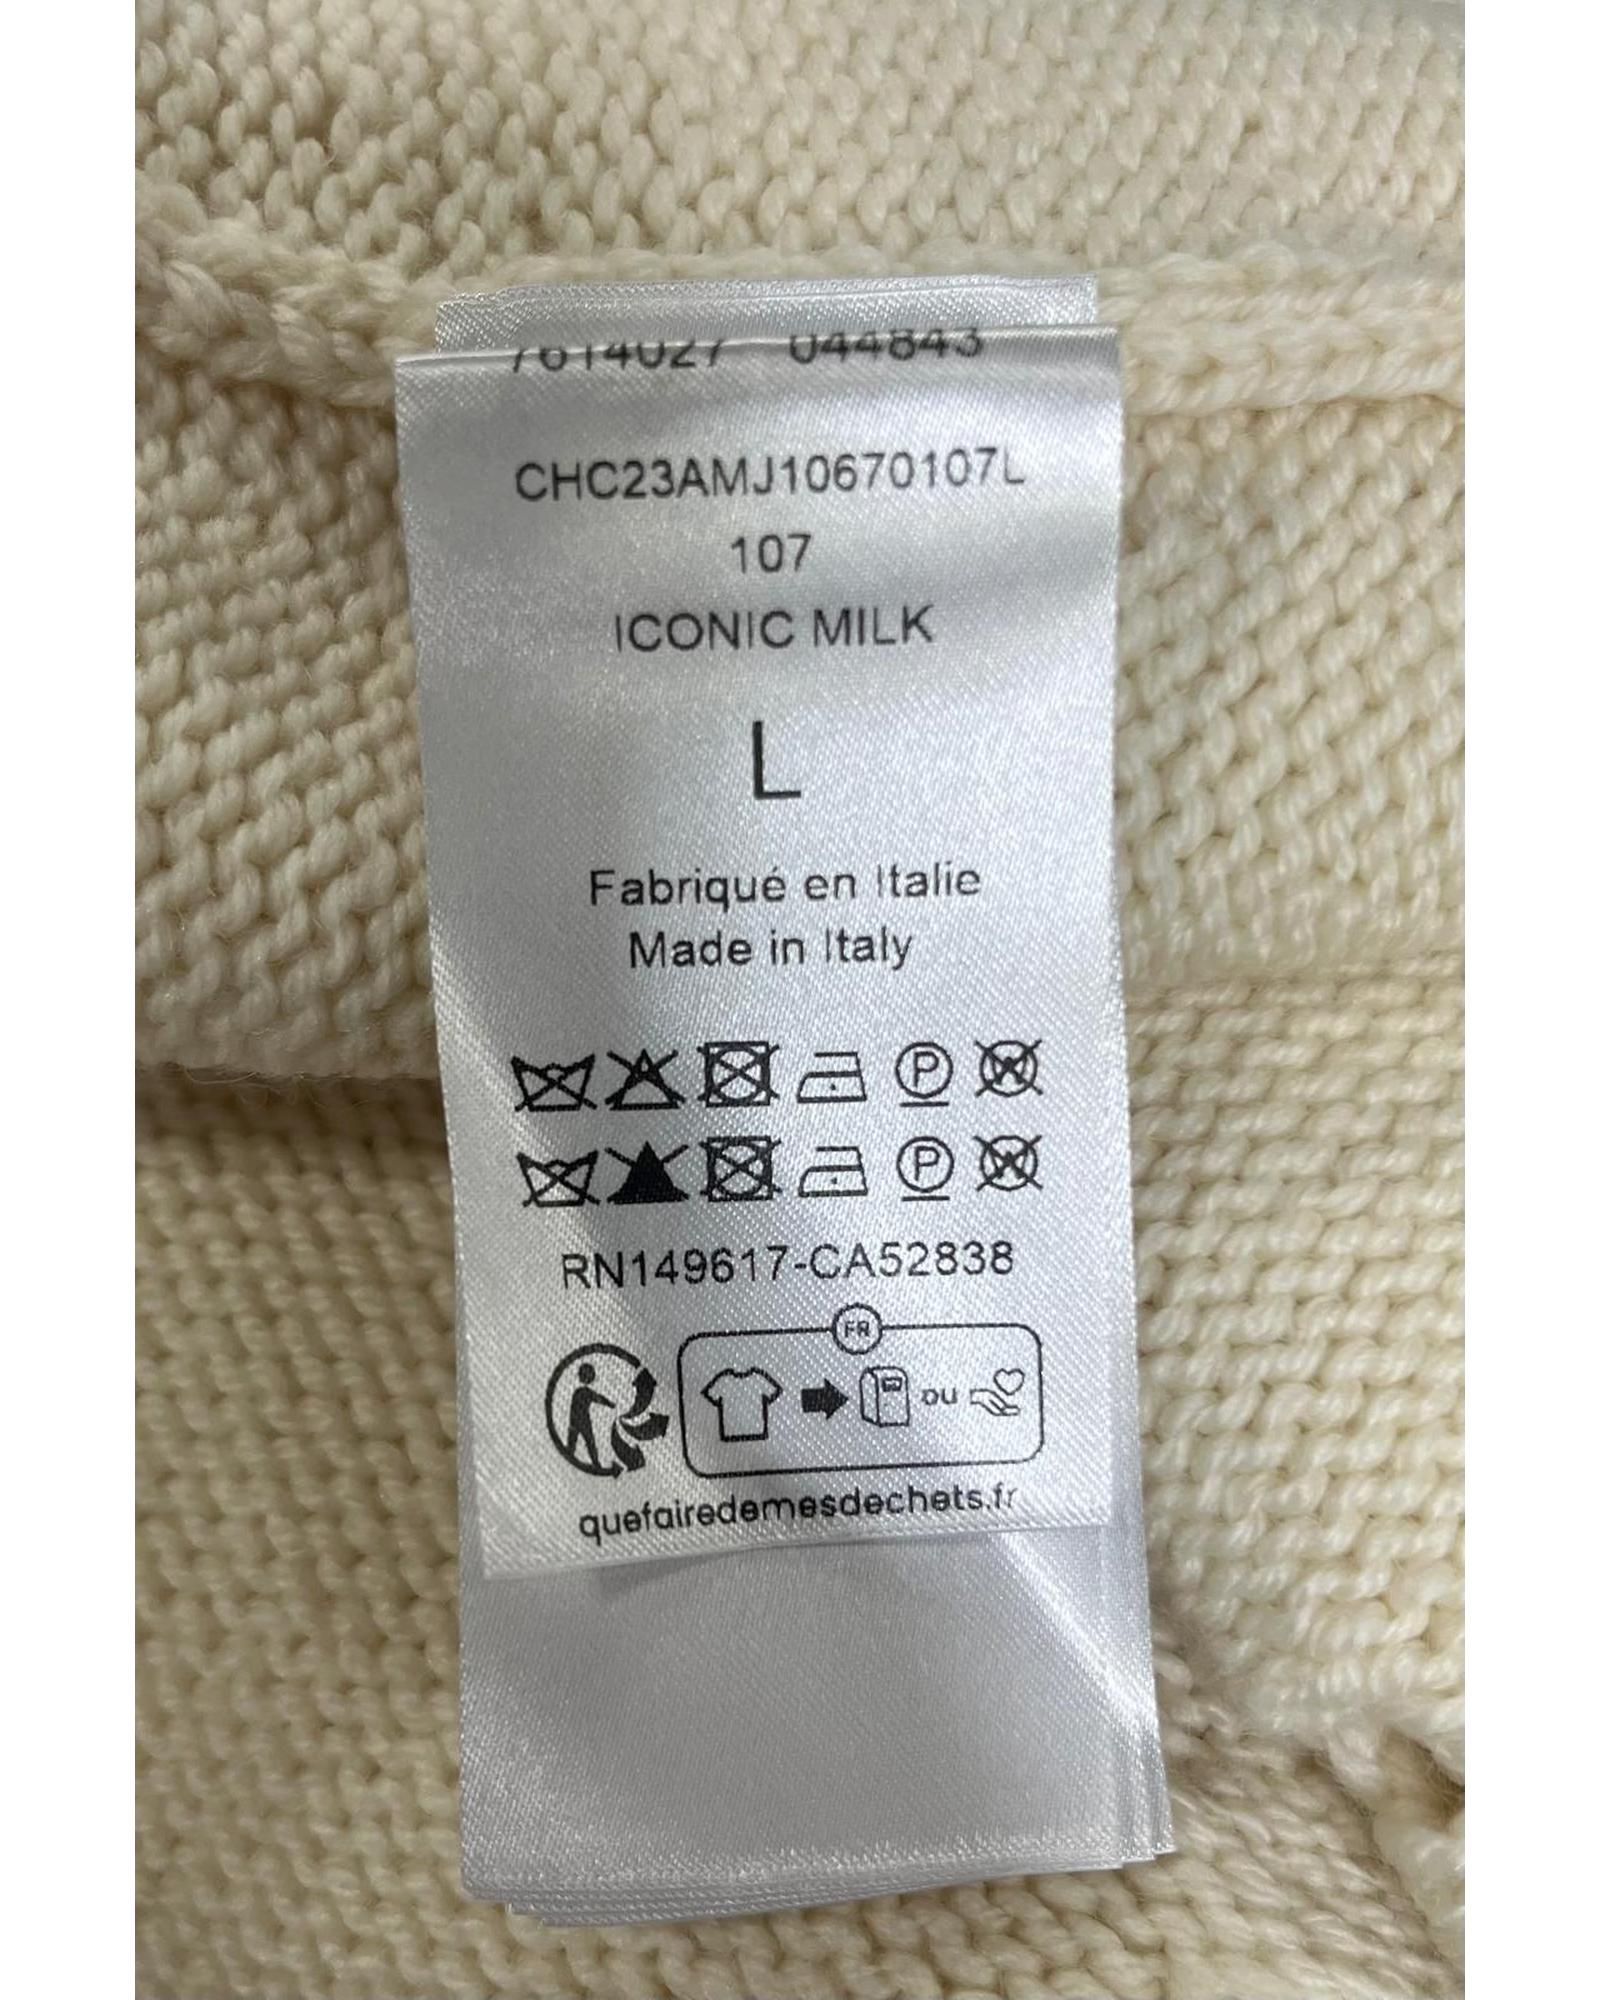 7614027 044843
CHC23AMJ10670107L
107
ICONIC MILK
L
Fabriqué en Italie
Made in Italy
P
P
RN149617-CA52838
FR
ou
quefairedemesdechets.fr